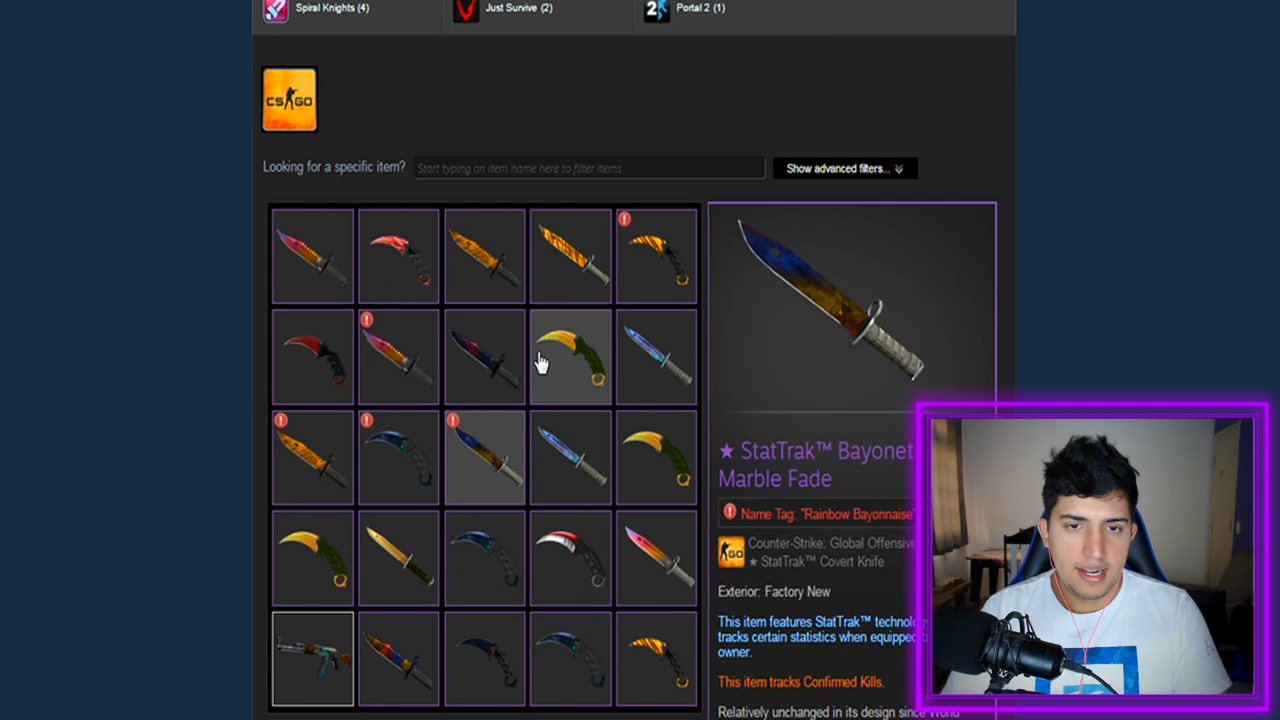 Spiral Knights (4)
Just Survive (2)
2
Portal 2 (1)
CS GO
Looking for a specific item?
Start typing an item name here to filter items
Show advanced filters...
★ StatTrak™ Bayonet
Marble Fade
Name Tag: "Rainbow Bayonnaise"
GO
Counter-Strike: Global Offensive
★ StatTrak™ Covert Knife
Exterior: Factory New
This item features StatTrak™
tracks certain statistics when equipped
owner.
This item tracks Confirmed Kills.
Relatively unchanged in its design since World